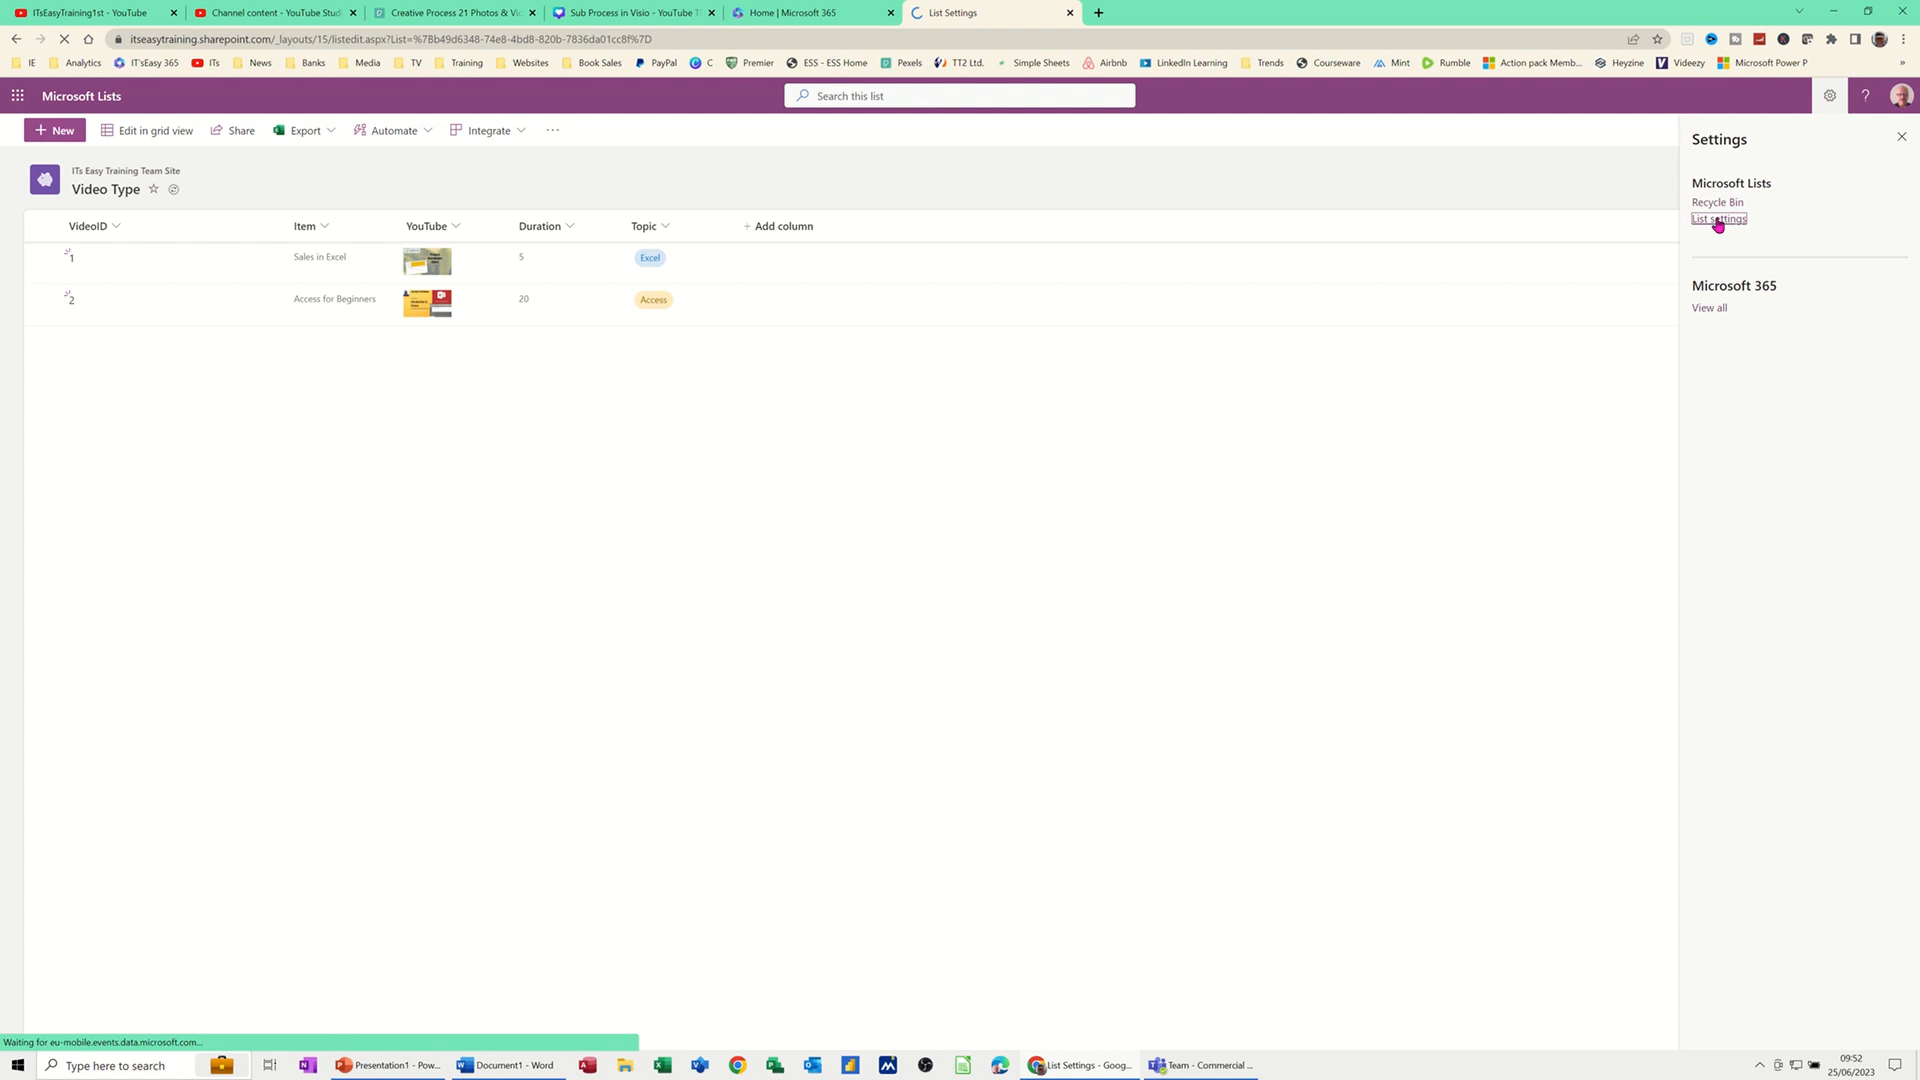 ITsEasyTraining1st - YouTube
Channel content - YouTube Studi
Creative Process 21 Photos & Vid
Sub Process in Visio - YouTube T
Home | Microsoft 365
List Settings
itseasytraining.sharepoint.com/_layouts/15/listedit.aspx?List=%7Bb49d6348-74e8-4bd8-820b-7836da01cc8f%7D
IE
Analytics
IT'sEasy 365
ITs
News
Banks
Media
TV
Training
Websites
Book Sales
PayPal
C
Premier
ESS - ESS Home
Pexels
TT2 Ltd.
Simple Sheets
Airbnb
LinkedIn Learning
Trends
Courseware
Mint
Rumble
Action pack Memb...
Heyzine
Videezy
Microsoft Power P
»
Microsoft Lists
Search this list
?
+ New
Edit in grid view
Share
Export
Automate
Integrate
...
Settings
ITs Easy Training Team Site
Video Type
Microsoft Lists
Recycle Bin
List settings
VideoID
Item
YouTube
Duration
Topic
+ Add column
1
Sales in Excel
5
Excel
2
Access for Beginners
20
Access
Microsoft 365
View all
Waiting for eu-mobile.events.data.microsoft.com...
Type here to search
Presentation1 - Pow...
Document1 - Word
List Settings - Goog...
Team - Commercial ...
09:52
25/06/2023